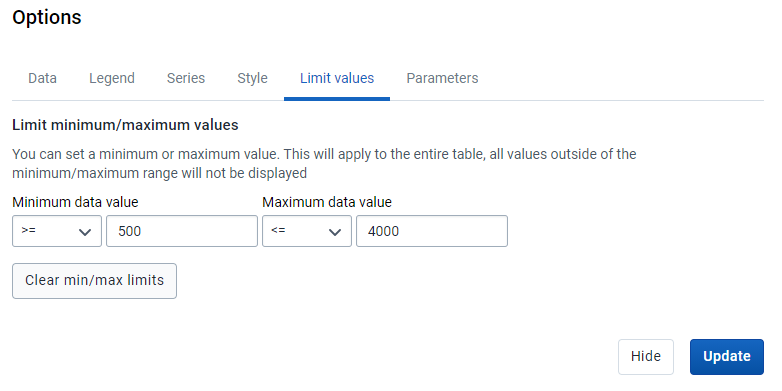 Options
Data Legend Series Style Limit values Parameters
Limit minimum/maximum values
You can set a minimum or maximum value. This will apply to the entire table, all values outside of the
minimum/maximum range will not be displayed
Minimum data value Maximum data value
>= 500 <= 4000
Clear min/max limits
Hide Update